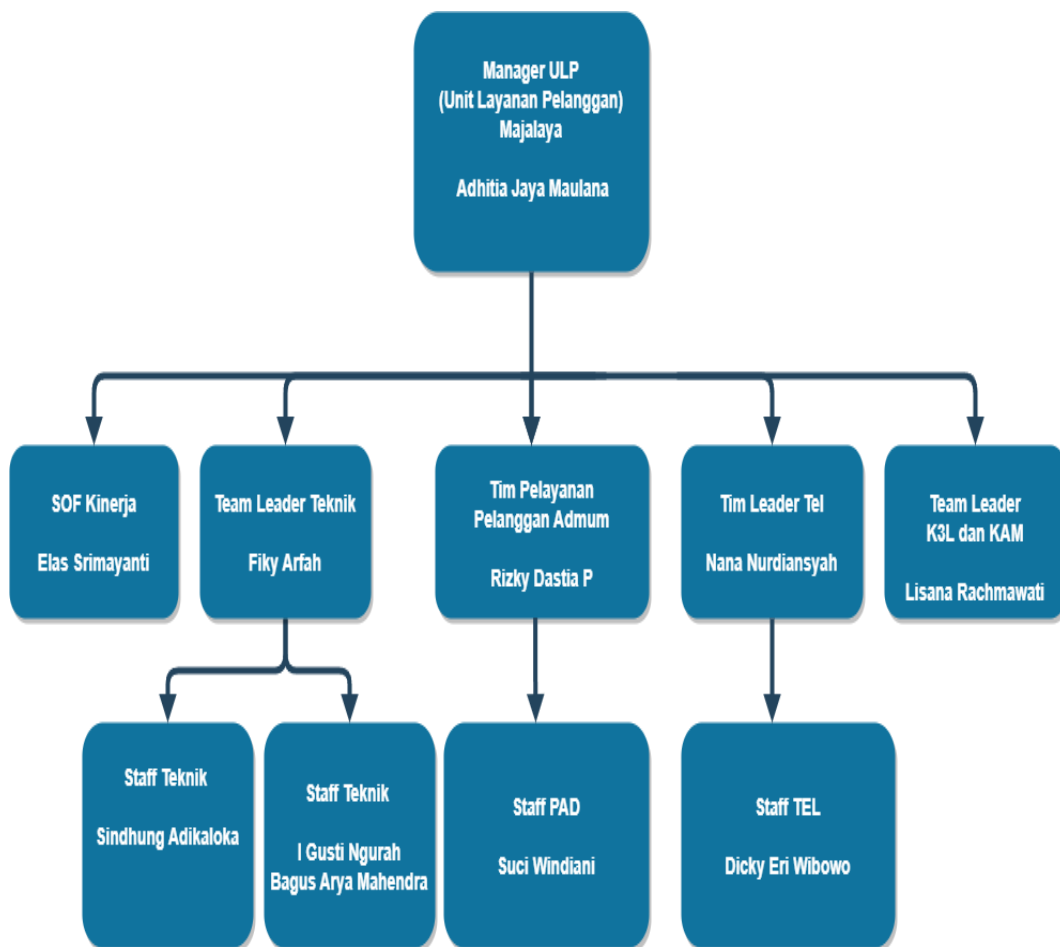 Manager ULP
(Unit Layanan Pelanggan)
Majalaya
Adhitia Jaya Maulana
SOF Kinerja
Elas Srimayanti
Team Leader Teknik
Fiky Arfah
Tim Pelayanan
Pelanggan Admum
Rizky Dastia P
Tim Leader Tel
Nana Nurdiansyah
Team Leader
K3L dan KAM
Lisana Rachmawati
Staff Teknik
Sindhung Adikaloka
Staff Teknik
I Gusti Ngurah
Bagus Arya Mahendra
Staff PAD
Suci Windiani
Staff TEL
Dicky Eri Wibowo